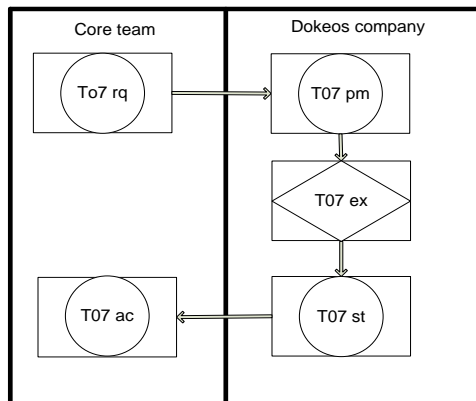 Core team
Dokeos company
To7 rq
T07 pm
T07 ex
T07 ac
T07 st